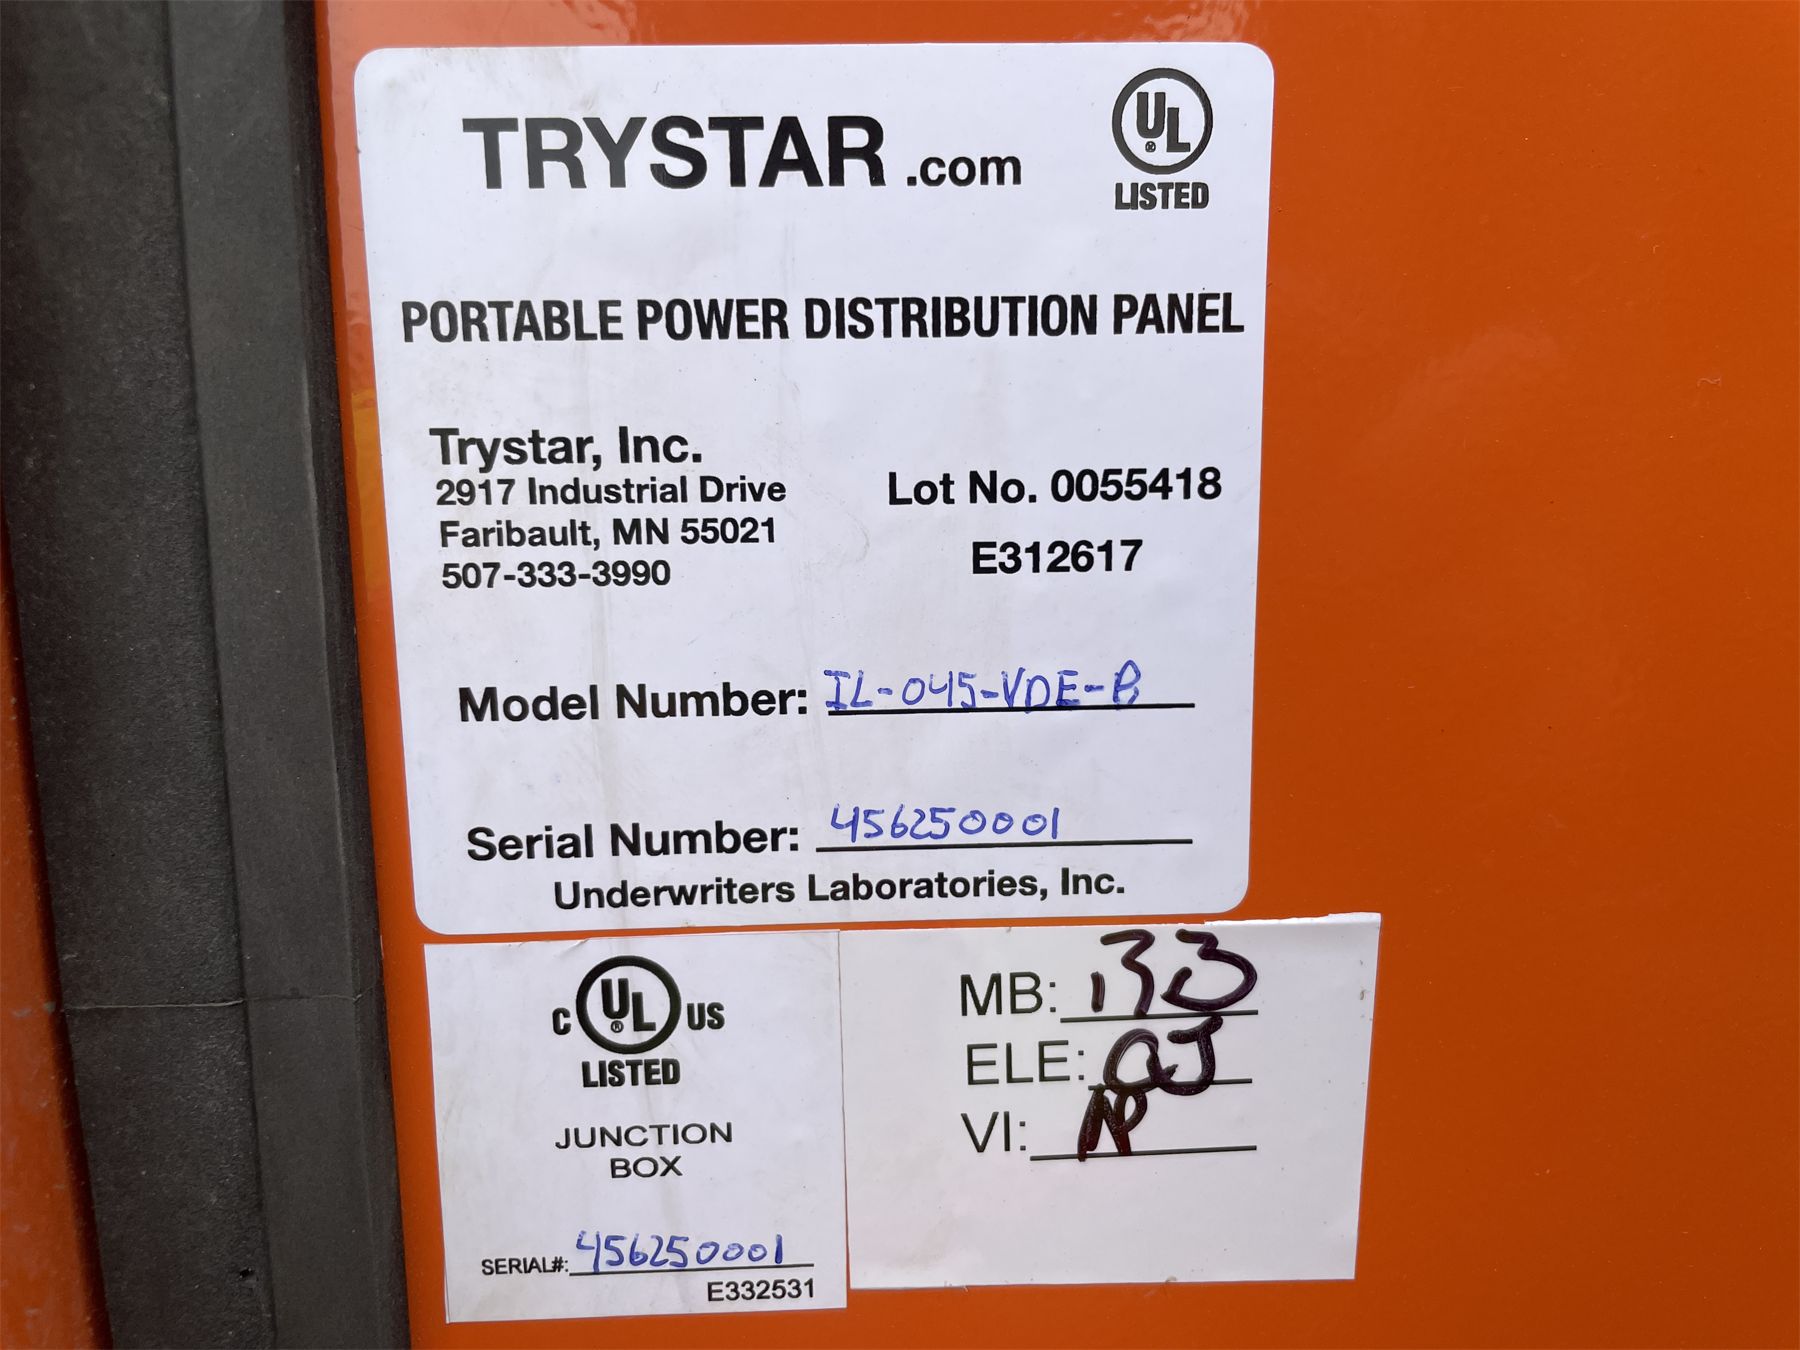 TRYSTAR.com
UL
®
LISTED
PORTABLE POWER DISTRIBUTION PANEL
Trystar, Inc.
2917 Industrial Drive
Faribault, MN 55021
507-333-3990
Lot No. 0055418
E312617
Model Number: IL-045-VDE-B
Serial Number: 456250001
Underwriters Laboratories, Inc.
C UL US
®
LISTED
JUNCTION
BOX
SERIAL#: 456250001
E332531
MB: 133
ELE: CJ
VI: